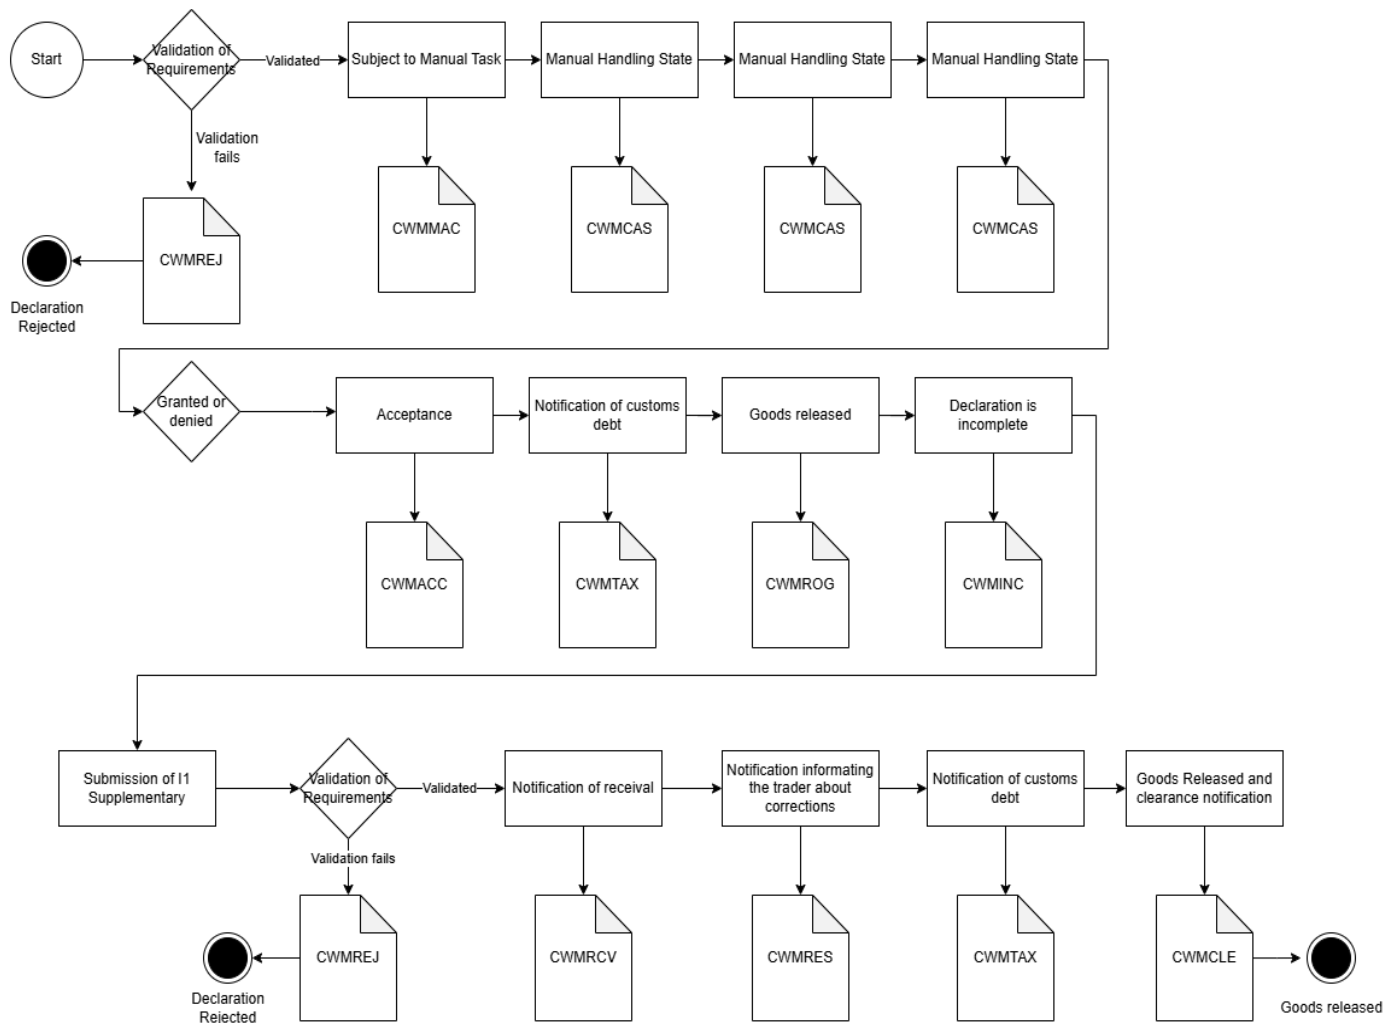 Start
Validation of
Requirements
Validated
Subject to Manual Task
Manual Handling State
Manual Handling State
Manual Handling State
Validation
fails
CWMREJ
CWMMAC
CWMCAS
CWMCAS
CWMCAS
Declaration
Rejected
Granted or
denied
Acceptance
Notification of customs
debt
Goods released
Declaration is
incomplete
CWMACC
CWMTAX
CWMROG
CWMINC
Submission of I1
Supplementary
Validation of
Requirements
Validated
Notification of receival
Notification informating
the trader about
corrections
Notification of customs
debt
Goods Released and
clearance notification
Validation fails
CWMREJ
CWMRCV
CWMRES
CWMTAX
CWMCLE
Declaration
Rejected
Goods released